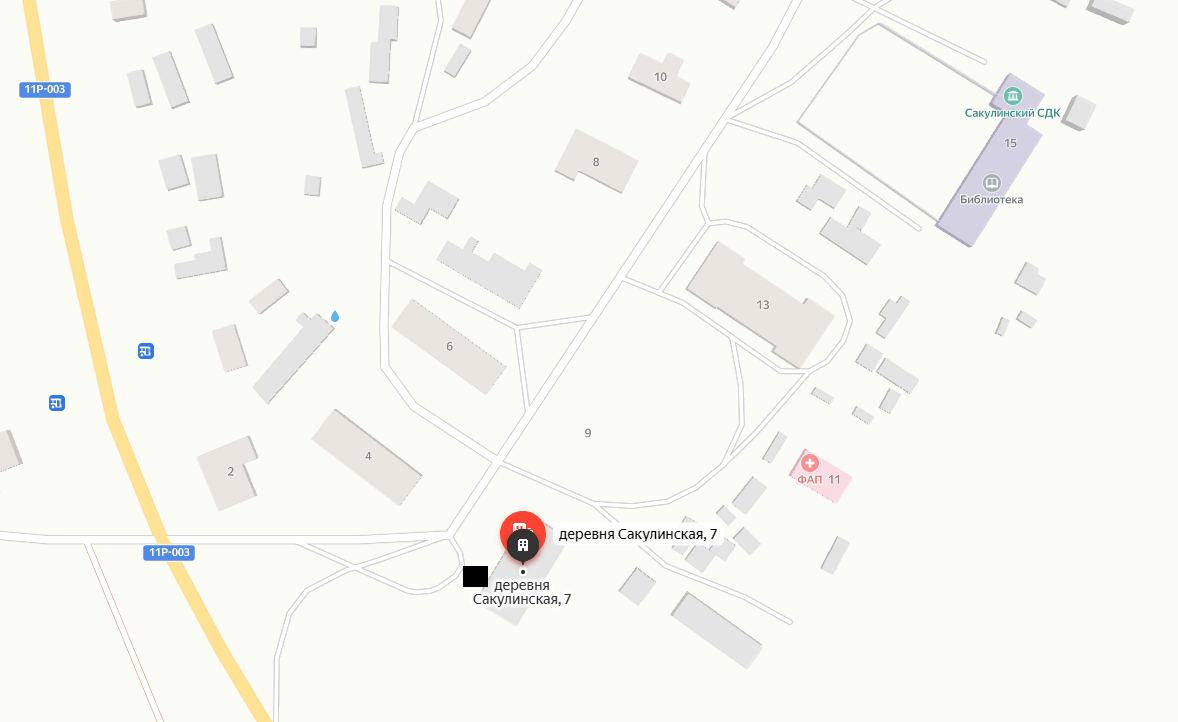 11Р-003
10
Сакулинский СДК
15
8
Библиотека
13
6
9
4
2
ФАП 11
деревня Сакулинская, 7
11Р-003
деревня
Сакулинская, 7